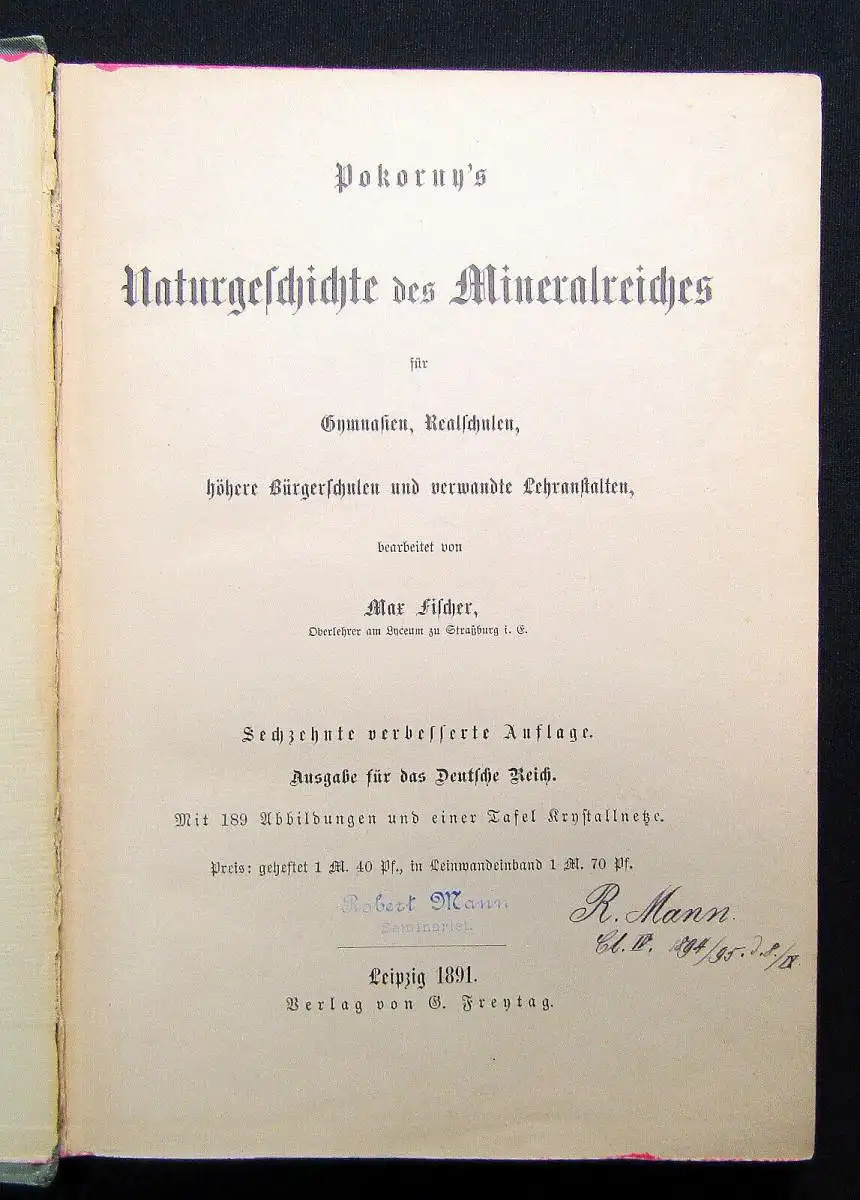 Pokorny's
Naturgeſchichte des Mineralreiches
für
Gymnaſien, Realſchulen,
höhere Bürgerſchulen und verwandte Lehranſtalten,
bearbeitet von
Max Fiſcher,
Oberlehrer am Lyceum zu Straßburg i. E.
Sechzehnte verbeſſerte Auflage.
Ausgabe für das Deutſche Reich.
Mit 189 Abbildungen und einer Tafel Kryſtallnetze.
Preis: geheftet 1 M. 40 Pf., in Leinwandeinband 1 M. 70 Pf.
Robert Mann
Seminariſt.
R. Mann.
Cl. IV. 1894/95. d. 8./IX
Leipzig 1891.
Verlag von G. Freytag.